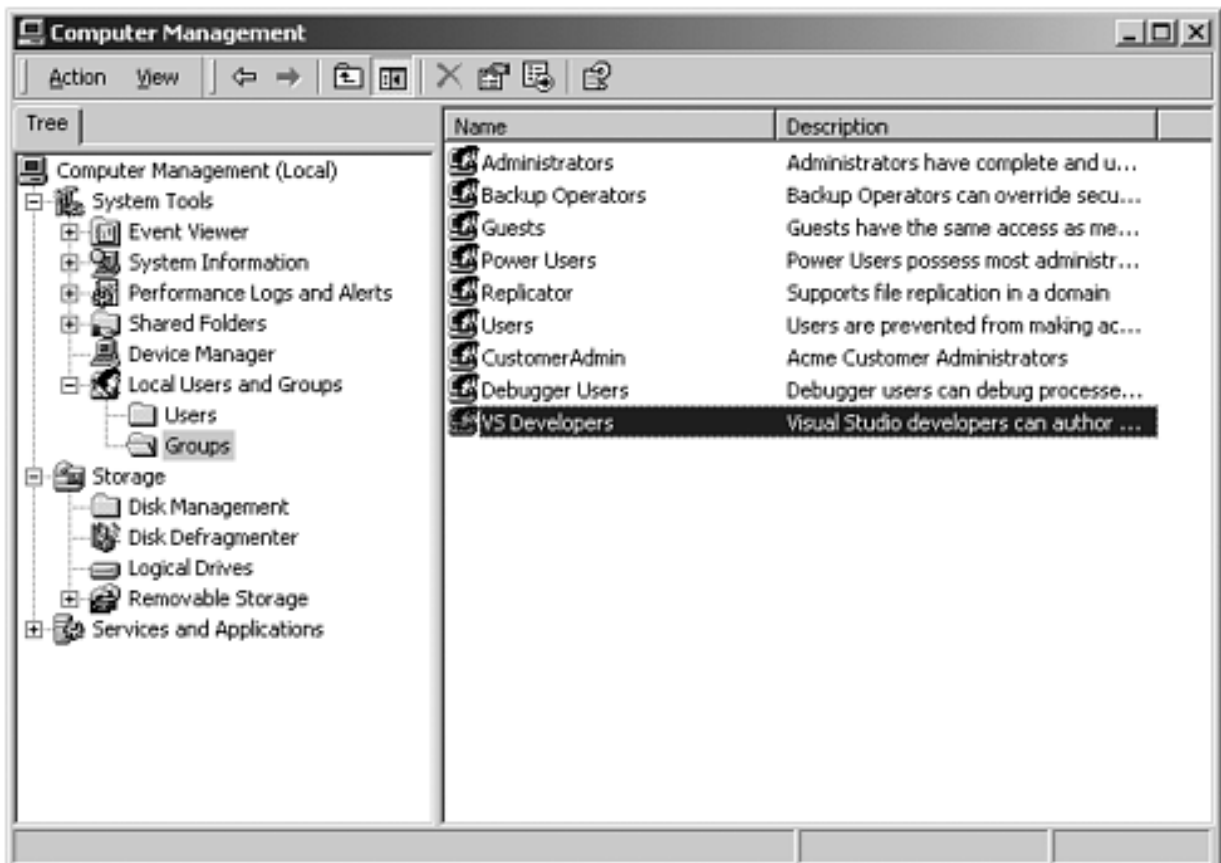 Computer Management
Action View
Tree
Computer Management (Local)
System Tools
Event Viewer
System Information
Performance Logs and Alerts
Shared Folders
Device Manager
Local Users and Groups
Users
Groups
Storage
Disk Management
Disk Defragmenter
Logical Drives
Removable Storage
Services and Applications
Name Description
Administrators Administrators have complete and u...
Backup Operators Backup Operators can override secu...
Guests Guests have the same access as me...
Power Users Power Users possess most administr...
Replicator Supports file replication in a domain
Users Users are prevented from making ac...
CustomerAdmin Acme Customer Administrators
Debugger Users Debugger users can debug processe...
VS Developers Visual Studio developers can author ...